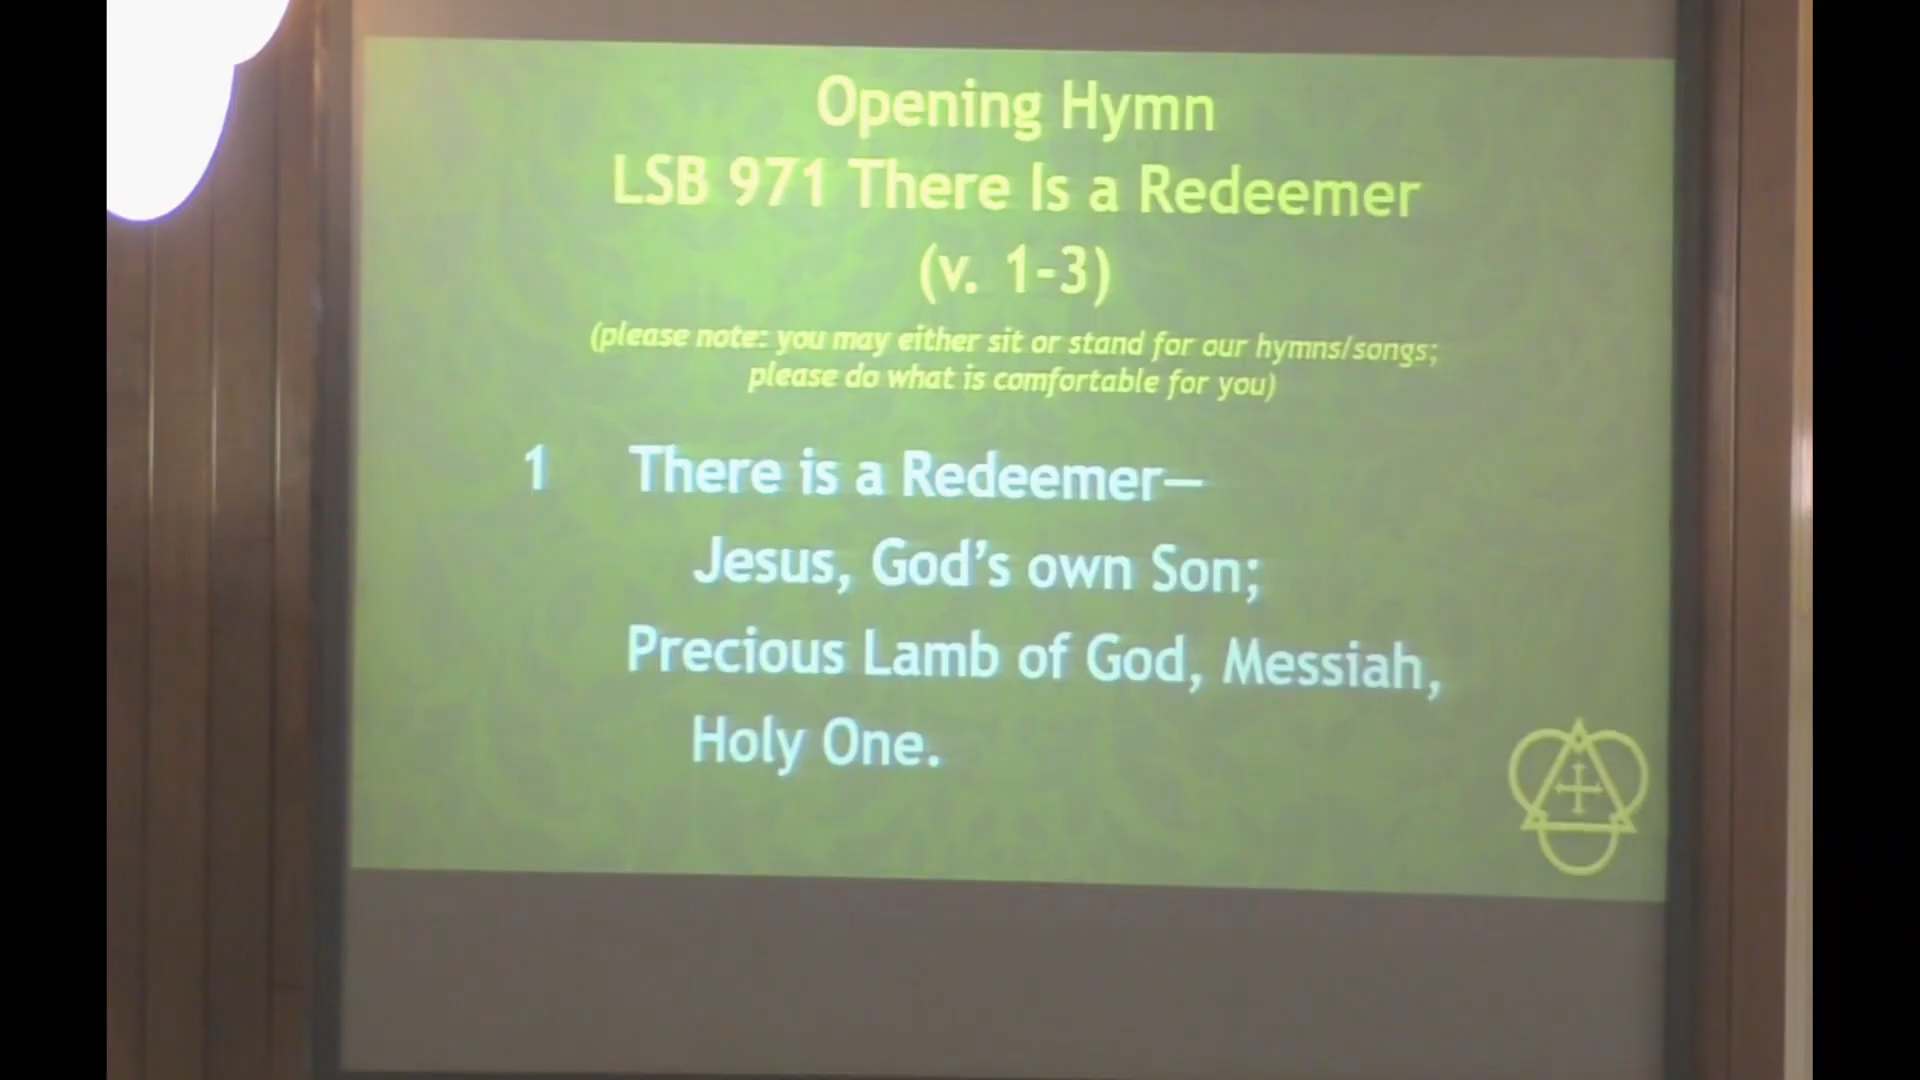 Opening Hymn
LSB 971 There Is a Redeemer
(v. 1-3)
(please note: you may either sit or stand for our hymns/songs;
please do what is comfortable for you)
1 There is a Redeemer—
Jesus, God's own Son;
Precious Lamb of God, Messiah,
Holy One.